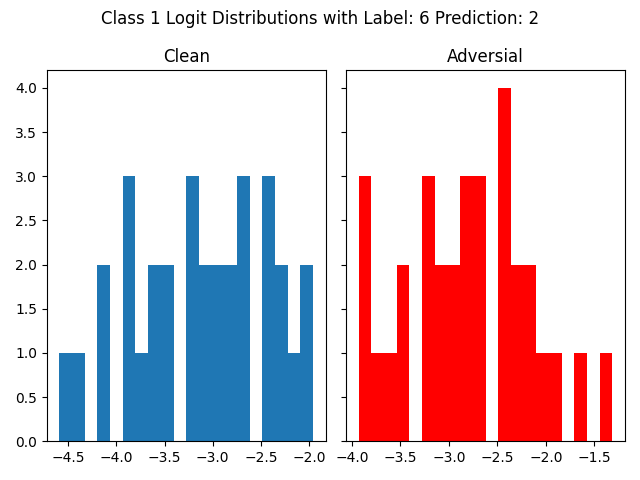 Class 1 Logit Distributions with Label: 6 Prediction: 2
Clean
Adversial
4.0
3.5
3.0
2.5
2.0
1.5
1.0
0.5
0.0
−4.5 −4.0 −3.5 −3.0 −2.5 −2.0
−4.0 −3.5 −3.0 −2.5 −2.0 −1.5